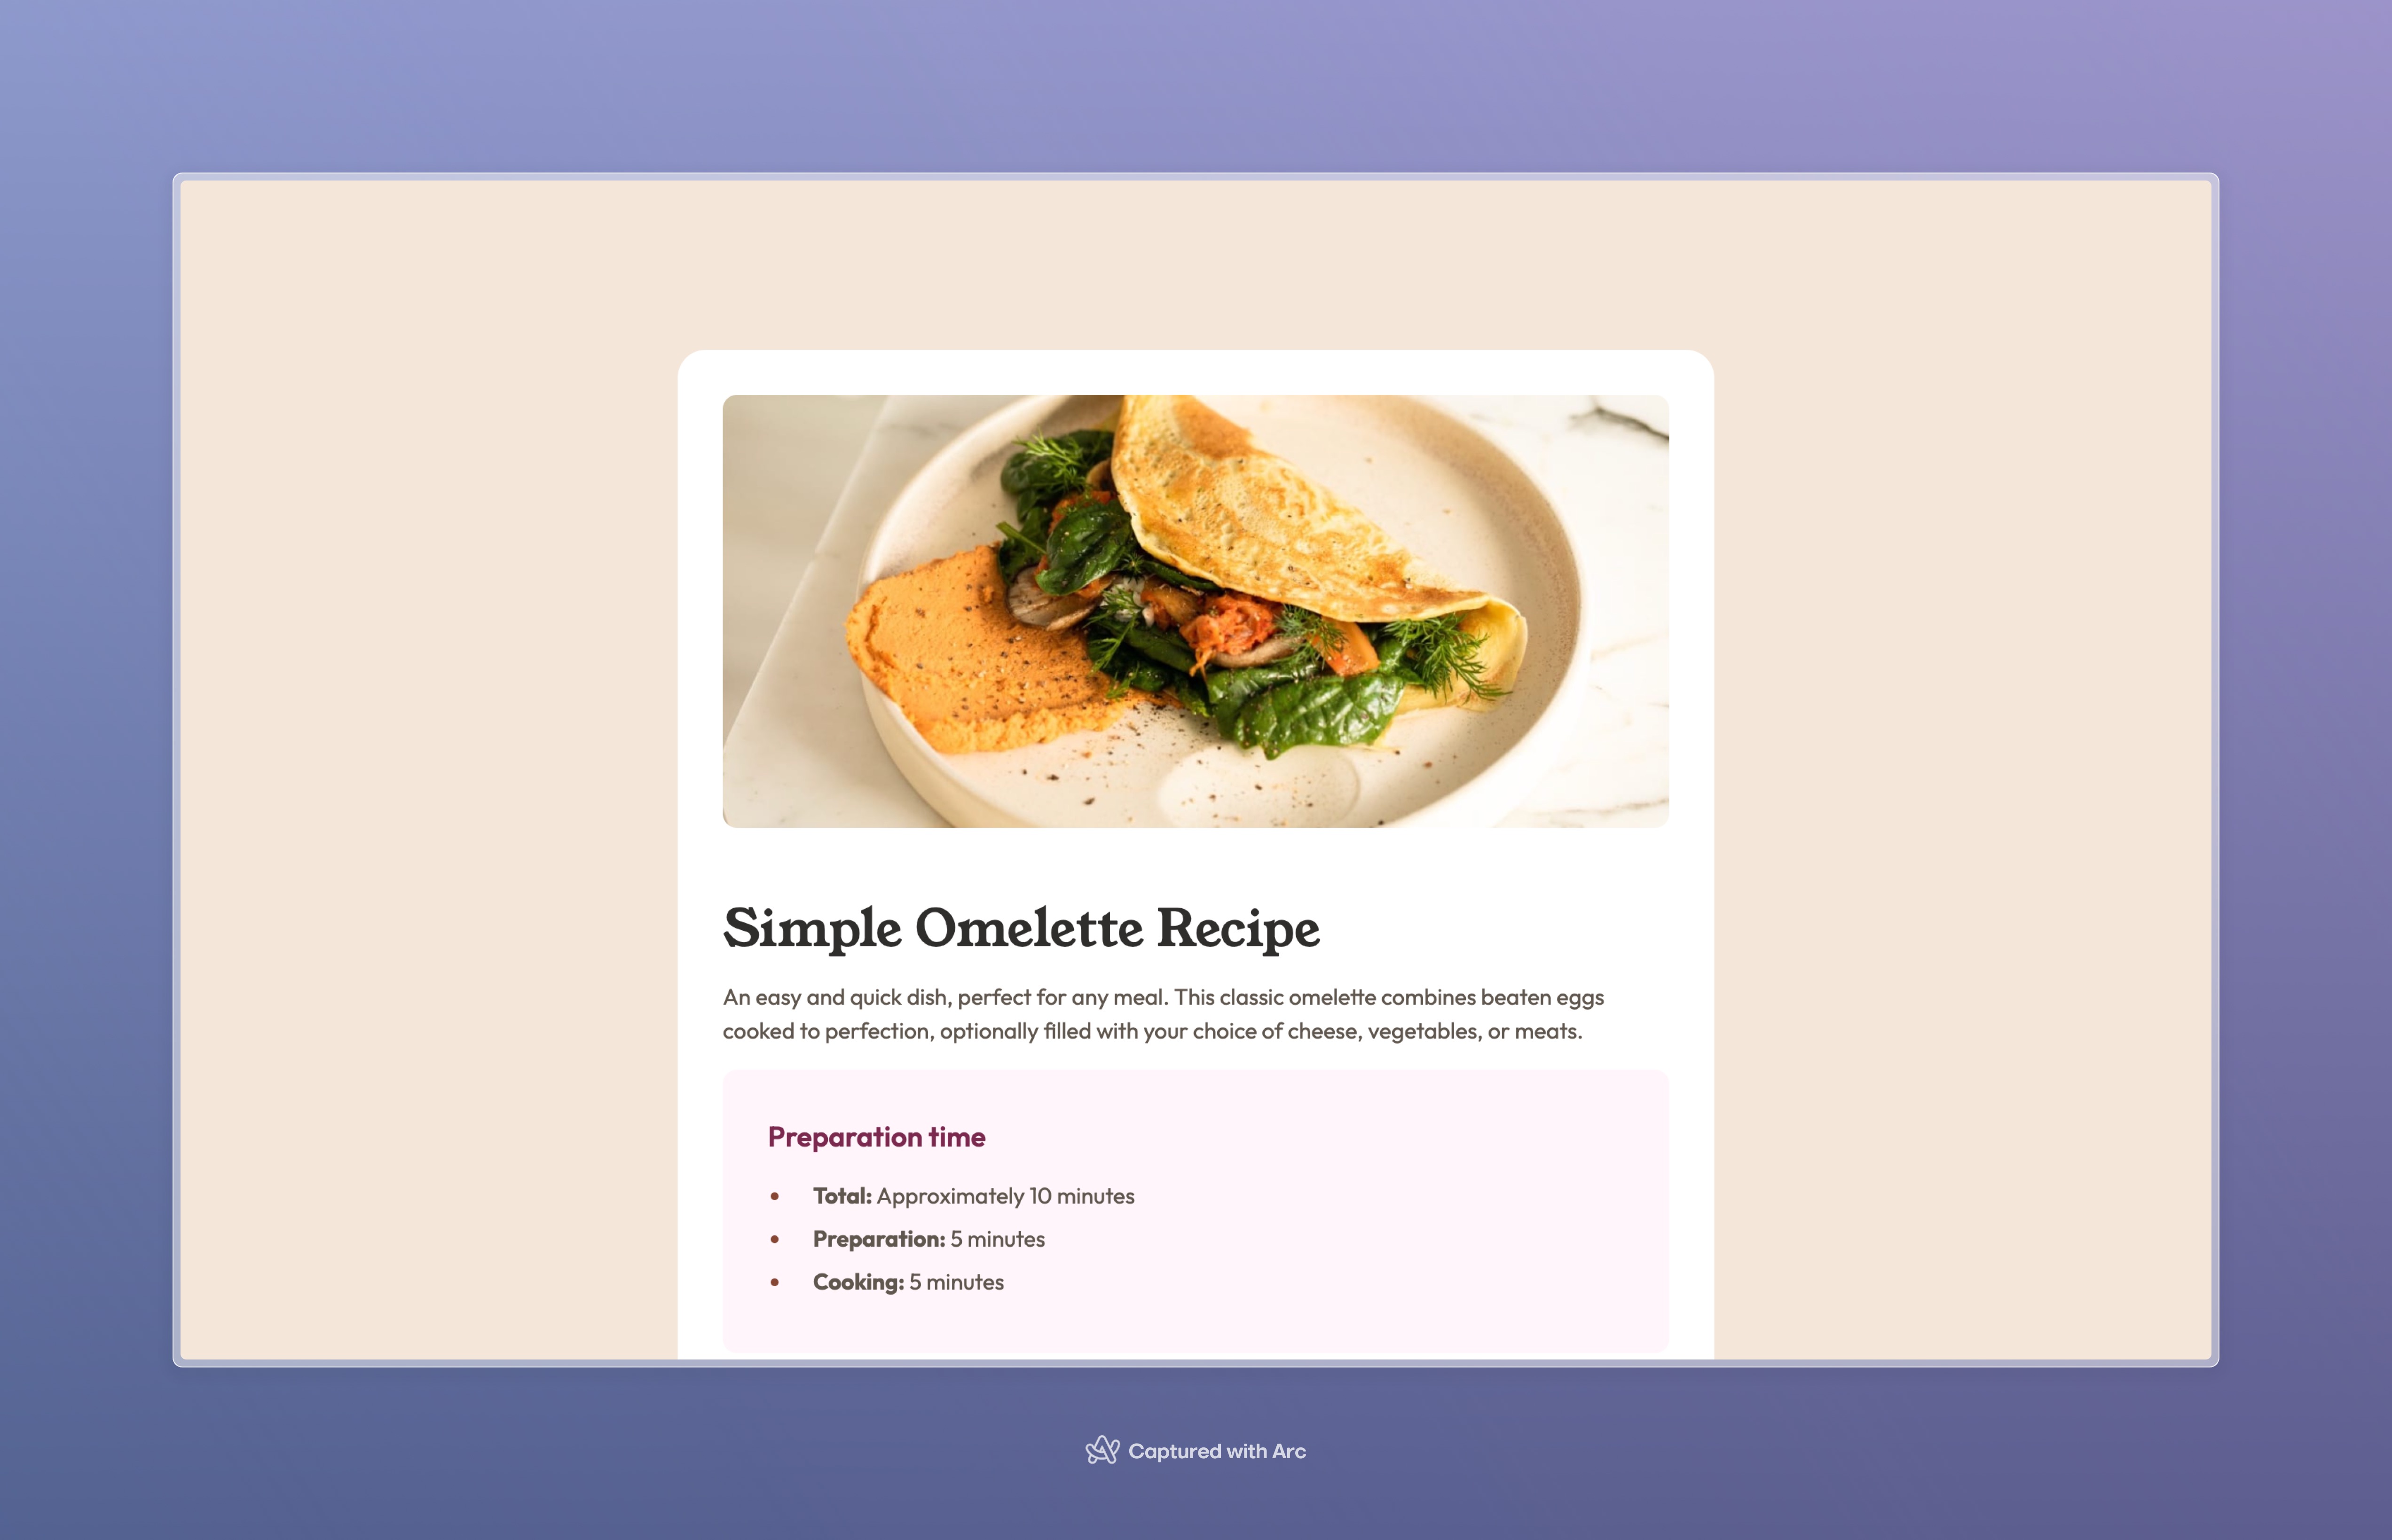 Simple Omelette Recipe
An easy and quick dish, perfect for any meal. This classic omelette combines beaten eggs
cooked to perfection, optionally filled with your choice of cheese, vegetables, or meats.
Preparation time
• Total: Approximately 10 minutes
• Preparation: 5 minutes
• Cooking: 5 minutes
Captured with Arc